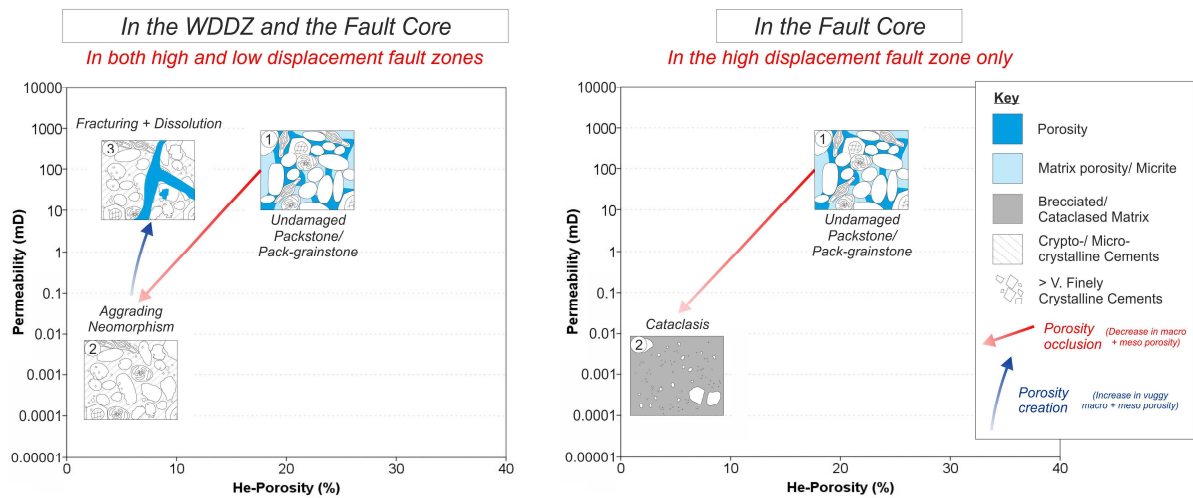 In the WDDZ and the Fault Core
In both high and low displacement fault zones
10000
1000
100
10
1
0.1
0.01
0.001
0.0001
0.00001
Permeability (mD)
Fracturing + Dissolution
3
1
Undamaged
Packstone/
Pack-grainstone
Aggrading
Neomorphism
2
0
10
20
30
40
He-Porosity (%)
In the Fault Core
In the high displacement fault zone only
10000
1000
100
10
1
0.1
0.01
0.001
0.0001
0.00001
Permeability (mD)
1
Undamaged
Packstone/
Pack-grainstone
Cataclasis
2
0
10
20
30
40
He-Porosity (%)
Key
Porosity
Matrix porosity/ Micrite
Brecciated/
Cataclased Matrix
Crypto-/ Micro-
crystalline Cements
> V. Finely
Crystalline Cements
Porosity
occlusion
(Decrease in macro
+ meso porosity)
Porosity
creation
(Increase in vuggy
macro + meso porosity)